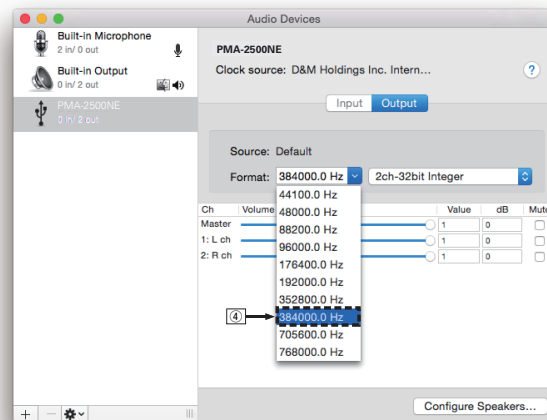 Audio Devices
Built-in Microphone
2 in/ 0 out
Built-in Output
0 in/ 2 out
PMA-2500NE
0 in/ 2 out
PMA-2500NE
Clock source: D&M Holdings Inc. Intern...
?
Input Output
Source: Default
Format: 384000.0 Hz 2ch-32bit Integer
44100.0 Hz
48000.0 Hz
88200.0 Hz
96000.0 Hz
176400.0 Hz
192000.0 Hz
352800.0 Hz
④ 384000.0 Hz
705600.0 Hz
768000.0 Hz
Ch Volume Value dB Mute
Master 1 0
1: L ch 1 0
2: R ch 1 0
+ −
Configure Speakers...